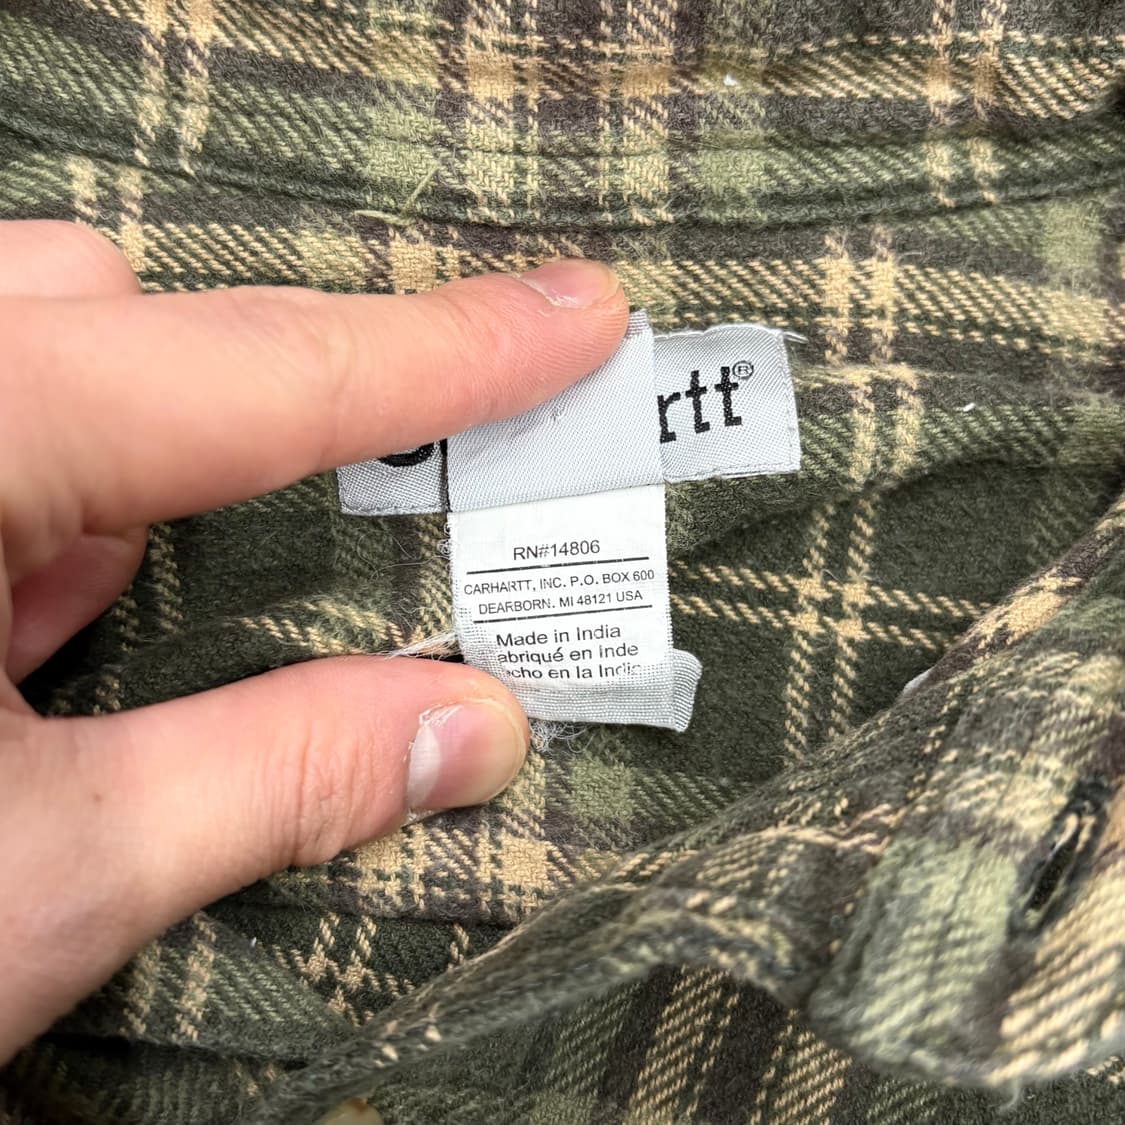 rtt®
RN#14806
CARHARTT, INC. P.O. BOX 600
DEARBORN. MI 48121 USA
Made in India
abriqué en Inde
echo en la India